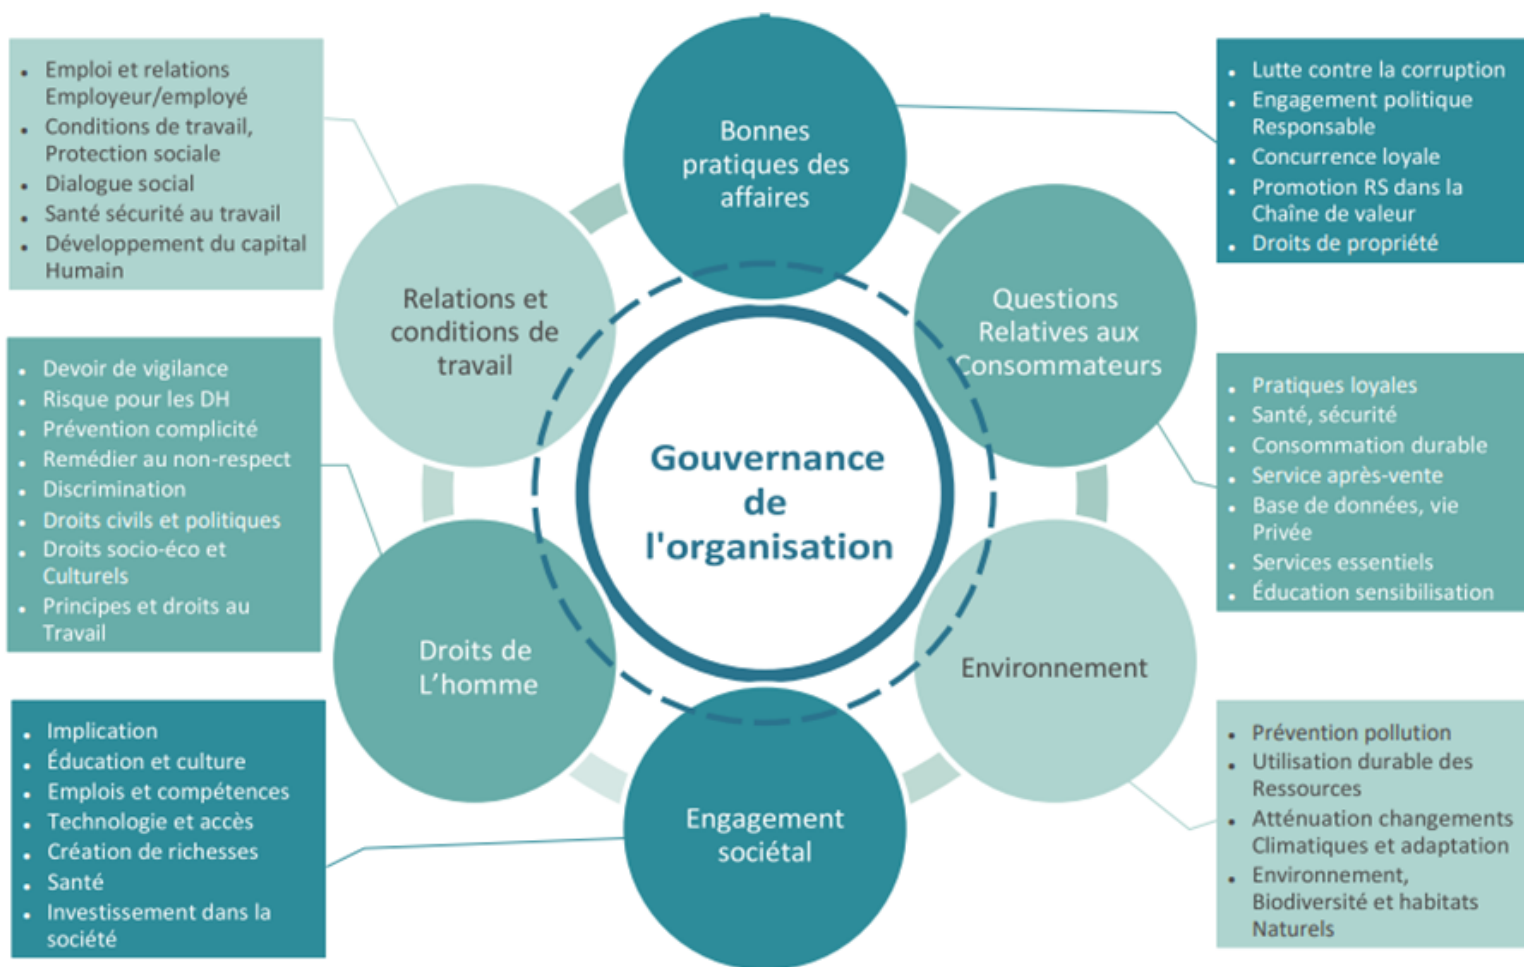 • Emploi et relations
Employeur/employé
• Conditions de travail,
Protection sociale
• Dialogue social
• Santé sécurité au travail
• Développement du capital
Humain
Bonnes
pratiques des
affaires
• Lutte contre la corruption
• Engagement politique
Responsable
• Concurrence loyale
• Promotion RS dans la
Chaîne de valeur
• Droits de propriété
Relations et
conditions de
travail
Questions
Relatives aux
Consommateurs
• Devoir de vigilance
• Risque pour les DH
• Prévention complicité
• Remédier au non-respect
• Discrimination
• Droits civils et politiques
• Droits socio-éco et
Culturels
• Principes et droits au
Travail
Gouvernance
de
l'organisation
• Pratiques loyales
• Santé, sécurité
• Consommation durable
• Service après-vente
• Base de données, vie
Privée
• Services essentiels
• Éducation sensibilisation
Droits de
L’homme
Environnement
• Implication
• Éducation et culture
• Emplois et compétences
• Technologie et accès
• Création de richesses
• Santé
• Investissement dans la
société
Engagement
sociétal
• Prévention pollution
• Utilisation durable des
Ressources
• Atténuation changements
Climatiques et adaptation
• Environnement,
Biodiversité et habitats
Naturels